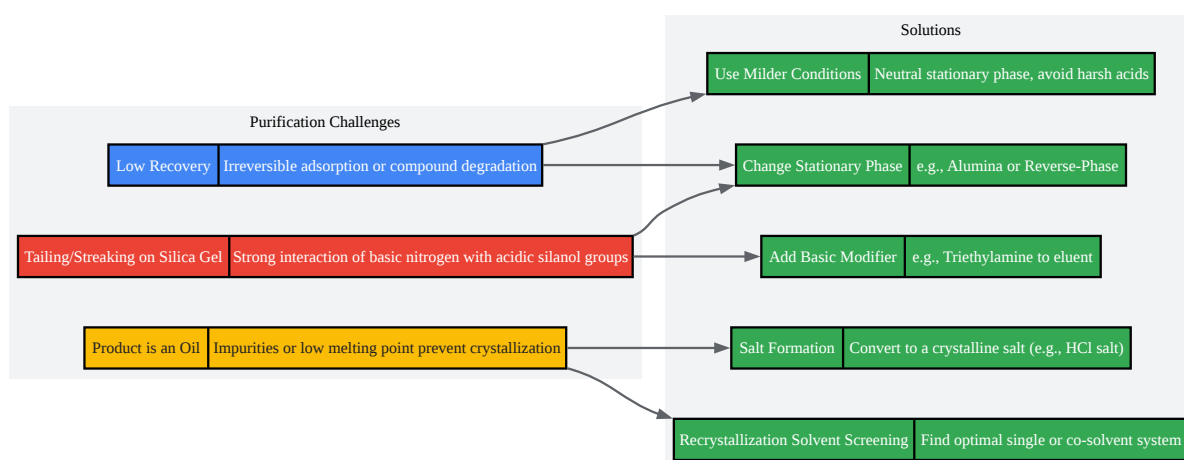 Purification Challenges
Low Recovery
Irreversible adsorption or compound degradation
Tailing/Streaking on Silica Gel
Strong interaction of basic nitrogen with acidic silanol groups
Product is an Oil
Impurities or low melting point prevent crystallization
Solutions
Use Milder Conditions
Neutral stationary phase, avoid harsh acids
Change Stationary Phase
e.g., Alumina or Reverse-Phase
Add Basic Modifier
e.g., Triethylamine to eluent
Salt Formation
Convert to a crystalline salt (e.g., HCl salt)
Recrystallization Solvent Screening
Find optimal single or co-solvent system